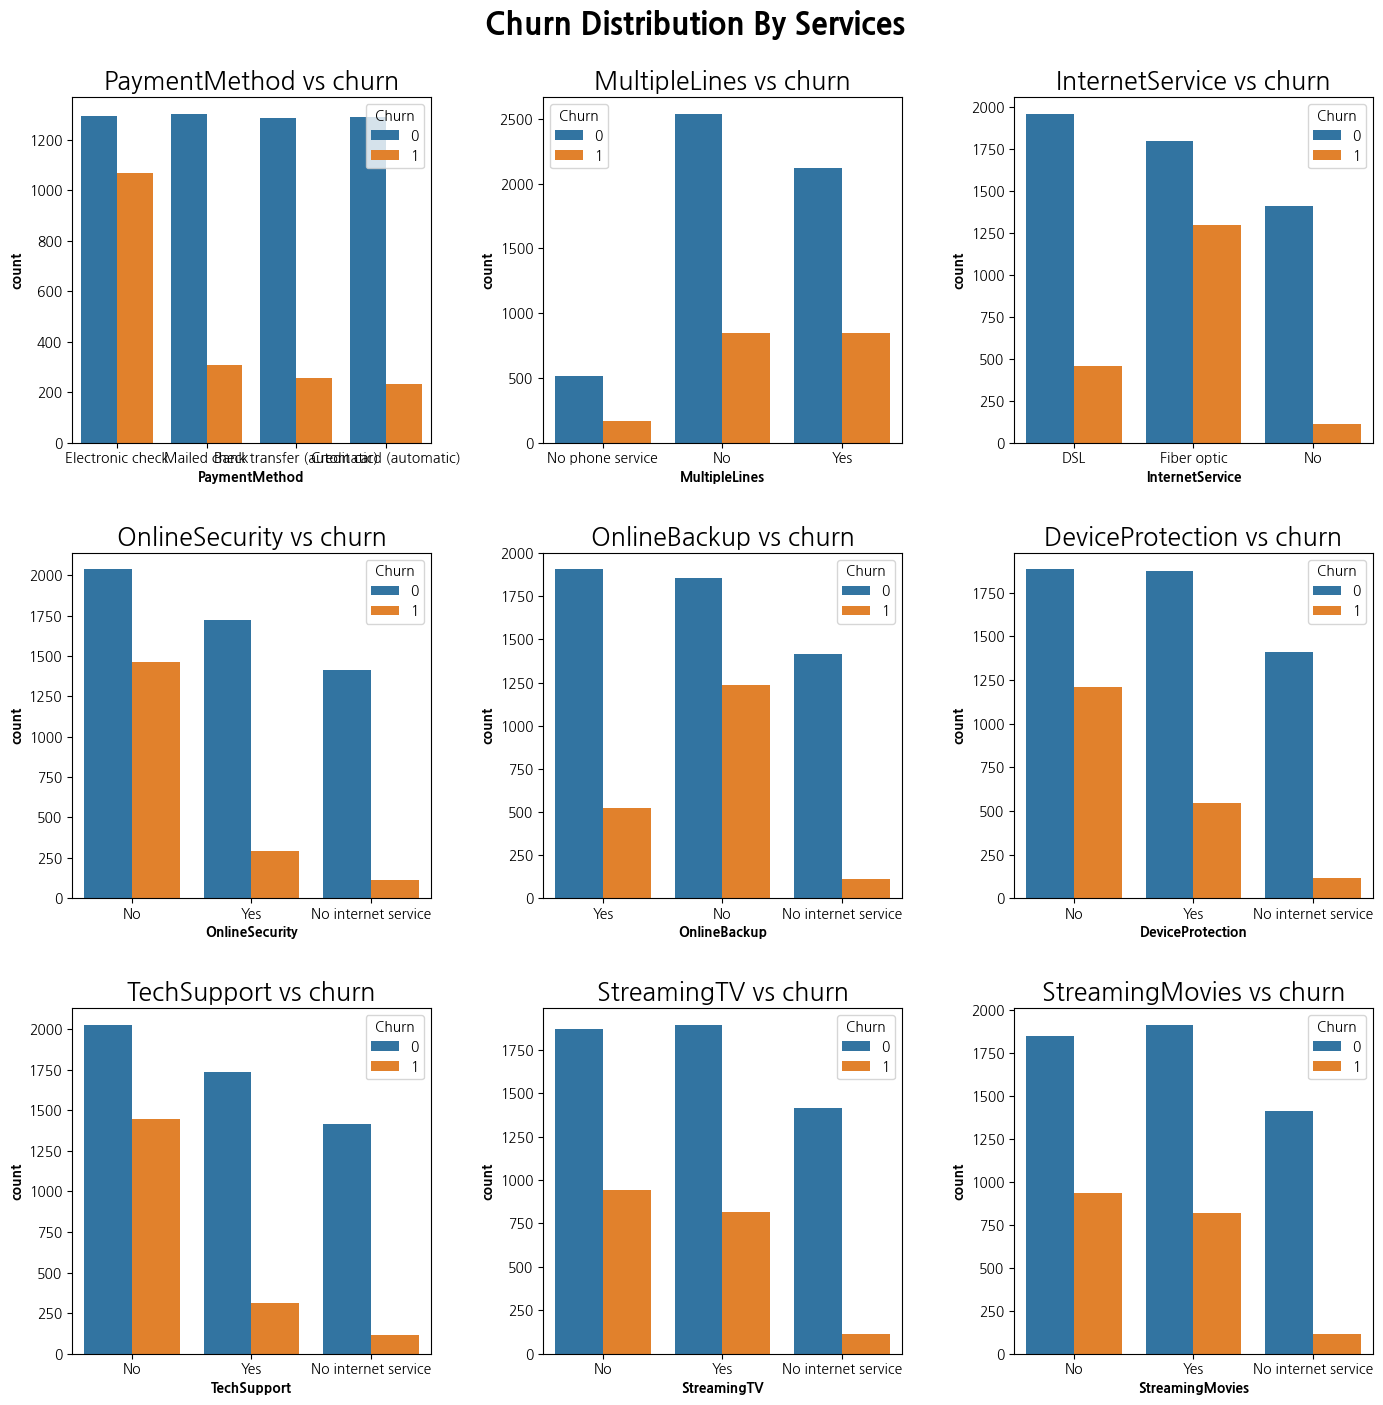 Churn Distribution By Services
PaymentMethod vs churn
count
1200
1000
800
600
400
200
0
Churn
0
1
Electronic check
Mailed check
Bank transfer (automatic)
Credit card (automatic)
PaymentMethod
MultipleLines vs churn
count
2500
2000
1500
1000
500
0
Churn
0
1
No phone service
No
Yes
MultipleLines
InternetService vs churn
count
2000
1750
1500
1250
1000
750
500
250
0
Churn
0
1
DSL
Fiber optic
No
InternetService
OnlineSecurity vs churn
count
2000
1750
1500
1250
1000
750
500
250
0
Churn
0
1
No
Yes
No internet service
OnlineSecurity
OnlineBackup vs churn
count
2000
1750
1500
1250
1000
750
500
250
0
Churn
0
1
Yes
No
No internet service
OnlineBackup
DeviceProtection vs churn
count
1750
1500
1250
1000
750
500
250
0
Churn
0
1
No
Yes
No internet service
DeviceProtection
TechSupport vs churn
count
2000
1750
1500
1250
1000
750
500
250
0
Churn
0
1
No
Yes
No internet service
TechSupport
StreamingTV vs churn
count
1750
1500
1250
1000
750
500
250
0
Churn
0
1
No
Yes
No internet service
StreamingTV
StreamingMovies vs churn
count
2000
1750
1500
1250
1000
750
500
250
0
Churn
0
1
No
Yes
No internet service
StreamingMovies